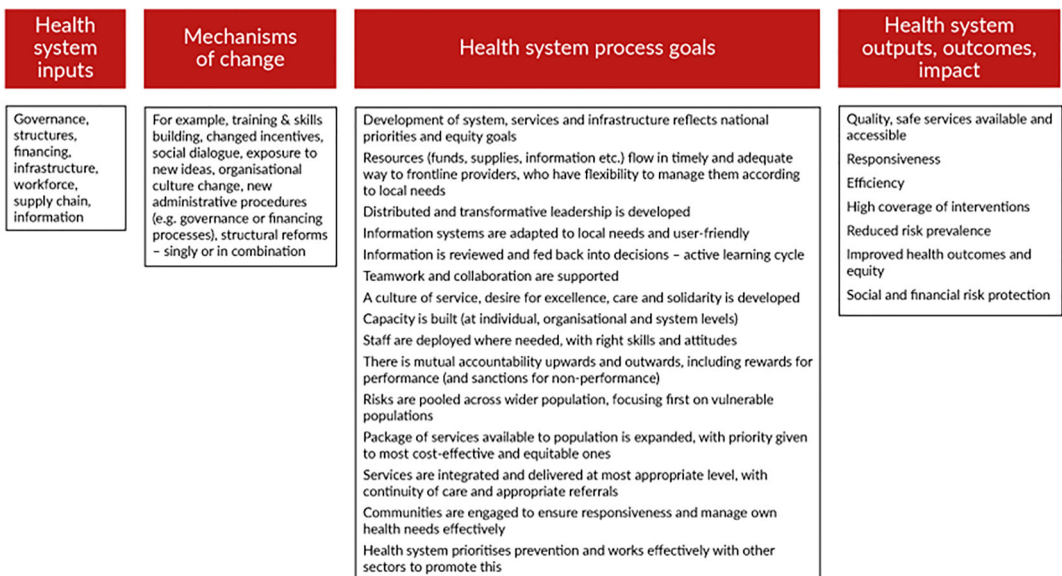 Health
system
inputs
Mechanisms
of change
Health system process goals
Health system
outputs, outcomes,
impact
Governance,
structures,
financing,
infrastructure,
workforce,
supply chain,
information
For example, training & skills
building, changed incentives,
social dialogue, exposure to
new ideas, organisational
culture change, new
administrative procedures
(e.g. governance or financing
processes), structural reforms
– singly or in combination
Development of system, services and infrastructure reflects national
priorities and equity goals
Resources (funds, supplies, information etc.) flow in timely and adequate
way to frontline providers, who have flexibility to manage them according
to local needs
Distributed and transformative leadership is developed
Information systems are adapted to local needs and user-friendly
Information is reviewed and fed back into decisions – active learning cycle
Teamwork and collaboration are supported
A culture of service, desire for excellence, care and solidarity is developed
Capacity is built (at individual, organisational and system levels)
Staff are deployed where needed, with right skills and attitudes
There is mutual accountability upwards and outwards, including rewards for
performance (and sanctions for non-performance)
Risks are pooled across wider population, focusing first on vulnerable
populations
Package of services available to population is expanded, with priority given
to most cost-effective and equitable ones
Services are integrated and delivered at most appropriate level, with
continuity of care and appropriate referrals
Communities are engaged to ensure responsiveness and manage own
health needs effectively
Health system prioritises prevention and works effectively with other
sectors to promote this
Quality, safe services available and
accessible
Responsiveness
Efficiency
High coverage of interventions
Reduced risk prevalence
Improved health outcomes and
equity
Social and financial risk protection